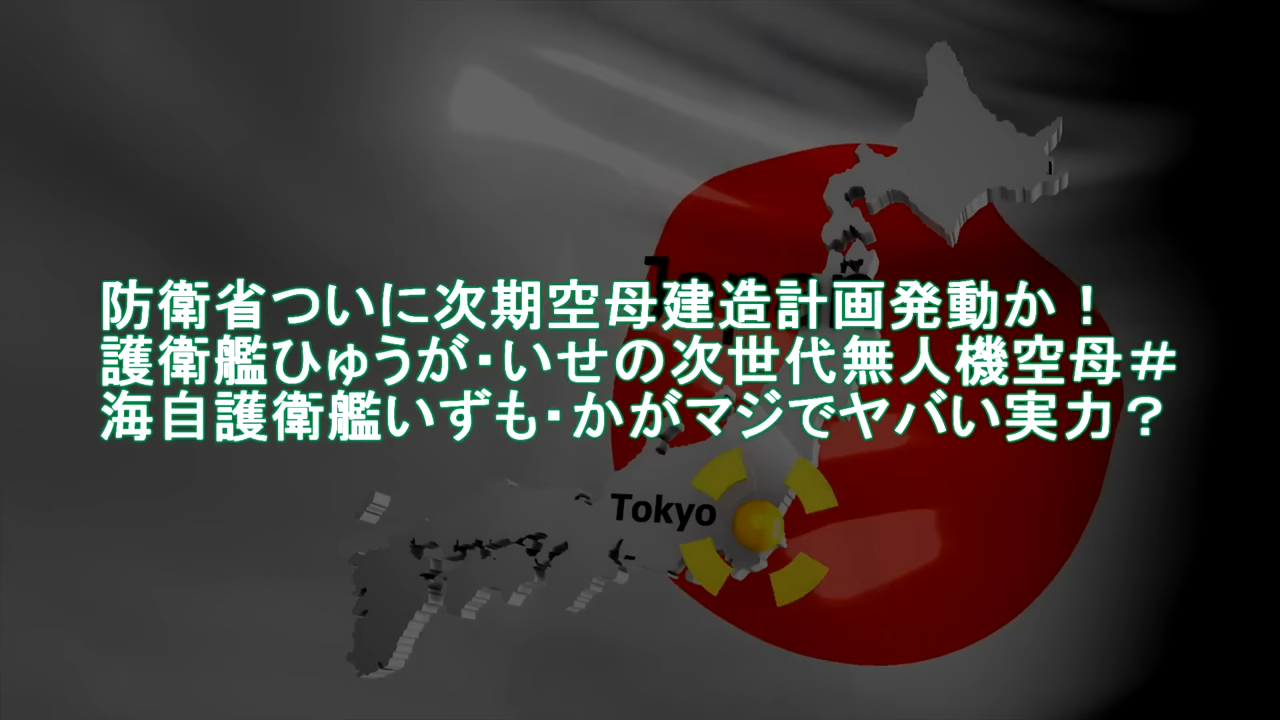 防衛省ついに次期空母建造計画発動か！
護衛艦ひゅうが・いせの次世代無人機空母＃
海自護衛艦いずも・かがマジでヤバい実力？
Japan
Tokyo